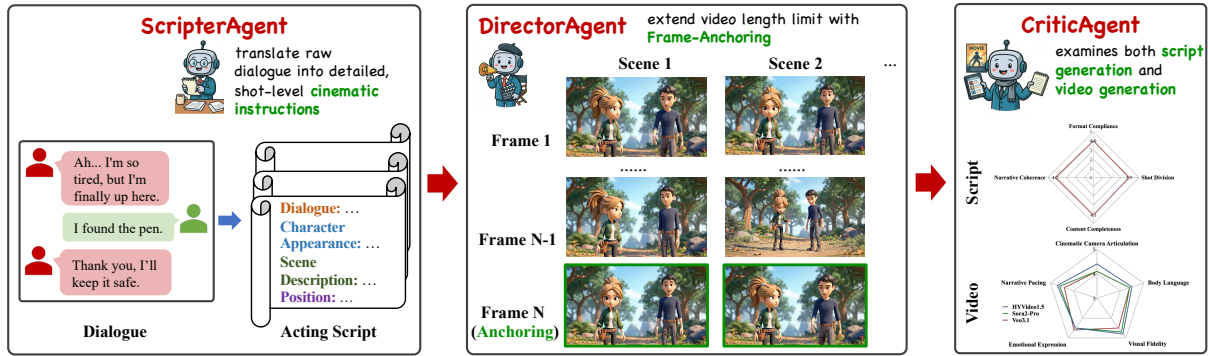 ScripterAgent
translate raw
dialogue into detailed,
shot-level cinematic
instructions
Ah... I'm so
tired, but I'm
finally up here.
I found the pen.
Thank you, I'll
keep it safe.
Dialogue
Dialogue: ...
Character
Appearance: ...
Scene
Description: ...
Position: ...
Acting Script
DirectorAgent
extend video length limit with
Frame-Anchoring
Scene 1
Scene 2
...
Frame 1
......
......
Frame N-1
Frame N
(Anchoring)
CriticAgent
MOVIE
examines both script
generation and
video generation
Script
Format Compliance
Narrative Coherence
Shot Division
Content Completeness
Video
Cinematic Camera Articulation
Narrative Pacing
Body Language
HYVideo1.5
Sora2-Pro
Veo3.1
Emotional Expression
Visual Fidelity